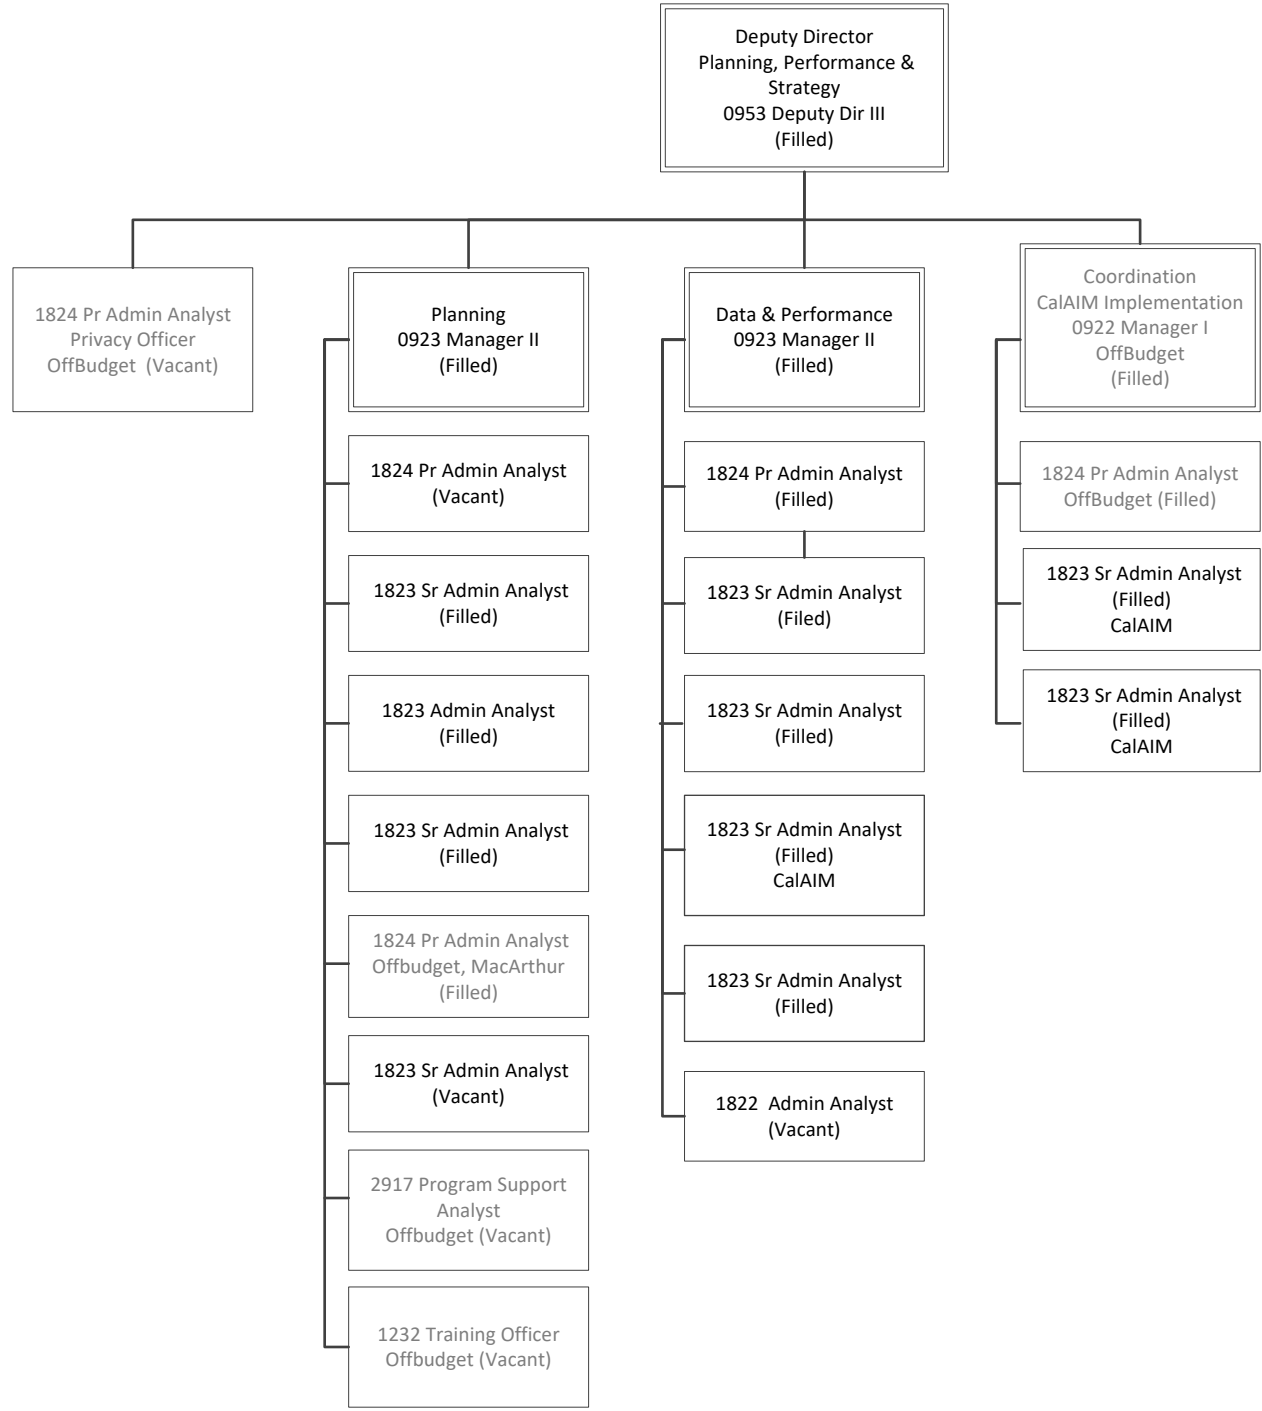 Deputy Director
Planning, Performance &
Strategy
0953 Deputy Dir III
(Filled)
1824 Pr Admin Analyst
Privacy Officer
OffBudget  (Vacant)
Planning
0923 Manager II
(Filled)
1824 Pr Admin Analyst
(Vacant)
1823 Sr Admin Analyst
(Filled)
1823 Admin Analyst
(Filled)
1823 Sr Admin Analyst
(Filled)
1824 Pr Admin Analyst
Offbudget, MacArthur
(Filled)
1823 Sr Admin Analyst
(Vacant)
2917 Program Support
Analyst
Offbudget (Vacant)
1232 Training Officer
Offbudget (Vacant)
Data & Performance
0923 Manager II
(Filled)
1824 Pr Admin Analyst
(Filled)
1823 Sr Admin Analyst
(Filed)
1823 Sr Admin Analyst
(Filled)
1823 Sr Admin Analyst
(Filled)
CalAIM
1823 Sr Admin Analyst
(Filled)
1822  Admin Analyst
(Vacant)
Coordination
CalAIM Implementation
0922 Manager I
OffBudget
(Filled)
1824 Pr Admin Analyst
OffBudget (Filled)
1823 Sr Admin Analyst
(Filled)
CalAIM
1823 Sr Admin Analyst
(Filled)
CalAIM